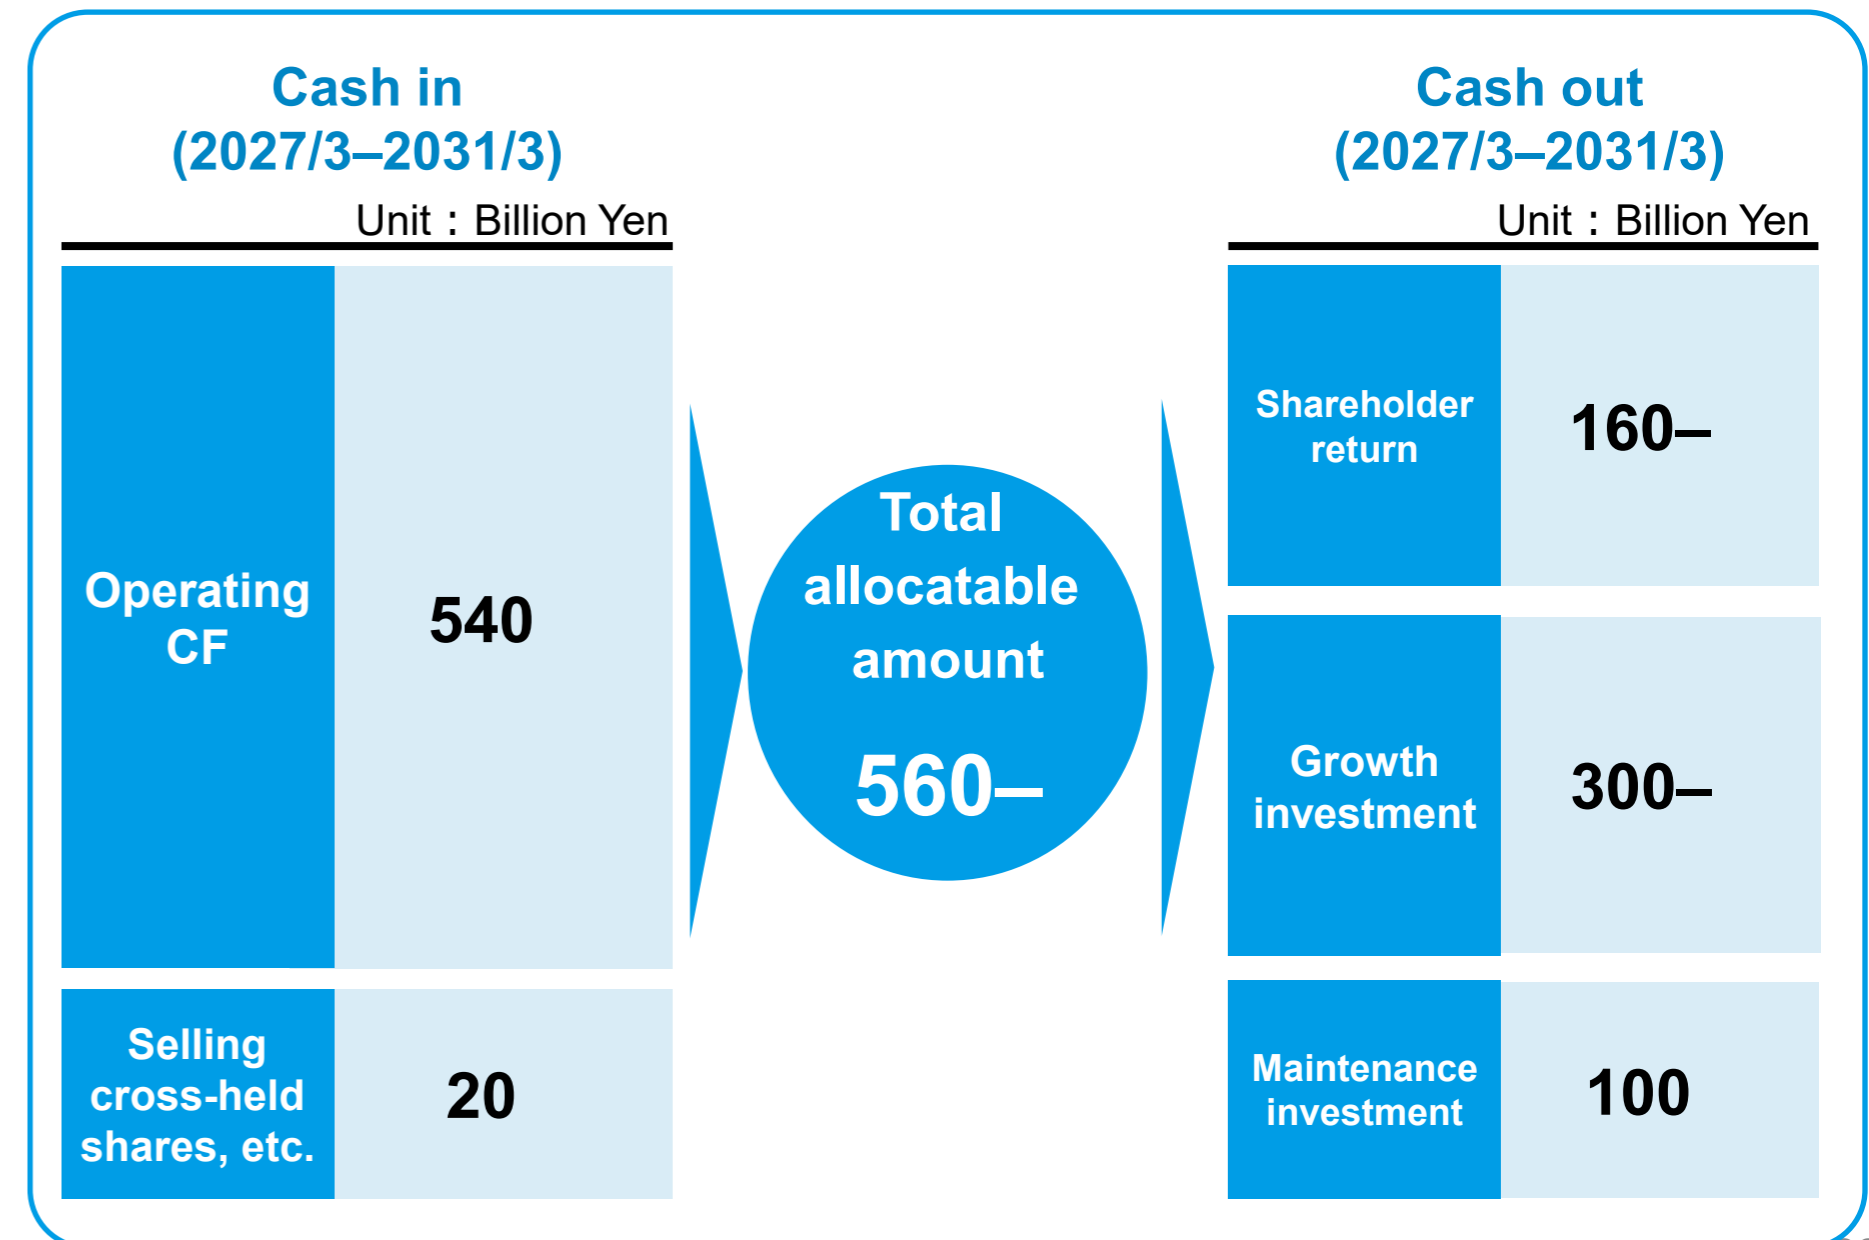 Cash in
(2027/3–2031/3)
Unit：Billion Yen
Operating
CF
540
Selling
cross-held
shares, etc.
20
Total
allocatable
amount
560–
Cash out
(2027/3–2031/3)
Unit：Billion Yen
Shareholder
return
160–
Growth
investment
300–
Maintenance
investment
100